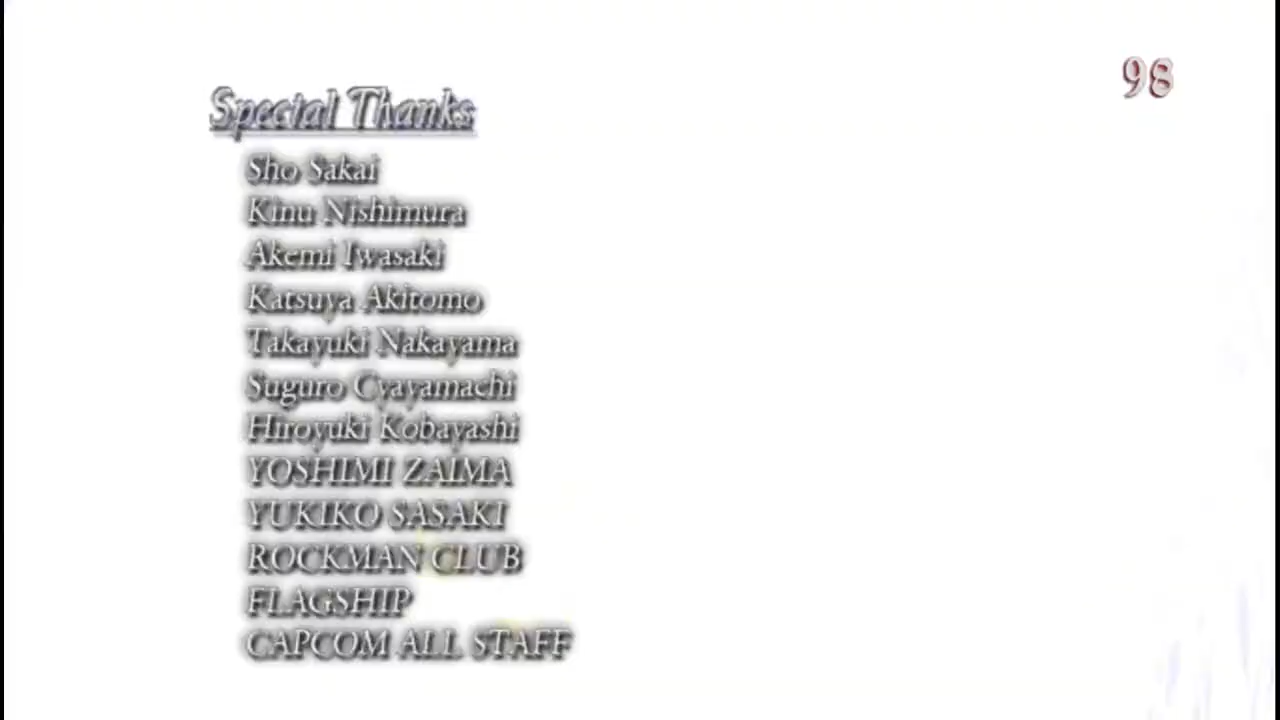 98
Special Thanks
Sho Sakai
Kinu Nishimura
Akemi Iwasaki
Katsuya Akitomo
Takayuki Nakayama
Suguro Cyayamachi
Hiroyuki Kobayashi
YOSHIMI ZAIMA
YUKIKO SASAKI
ROCKMAN CLUB
FLAGSHIP
CAPCOM ALL STAFF